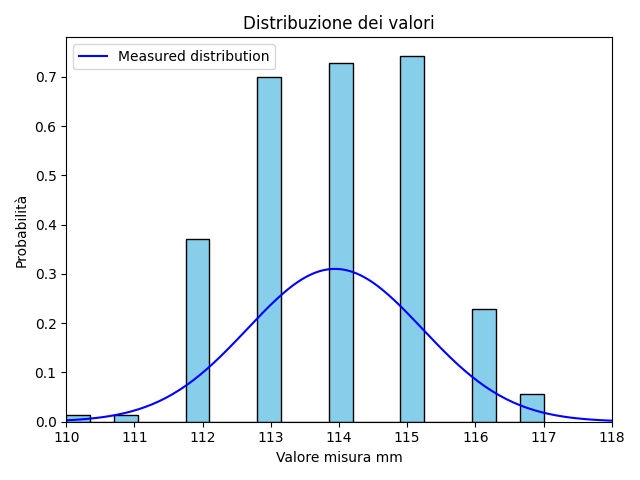 Distribuzione dei valori
Measured distribution
0.7
0.6
0.5
0.4
0.3
0.2
0.1
0.0
Probabilità
110 111 112 113 114 115 116 117 118
Valore misura mm